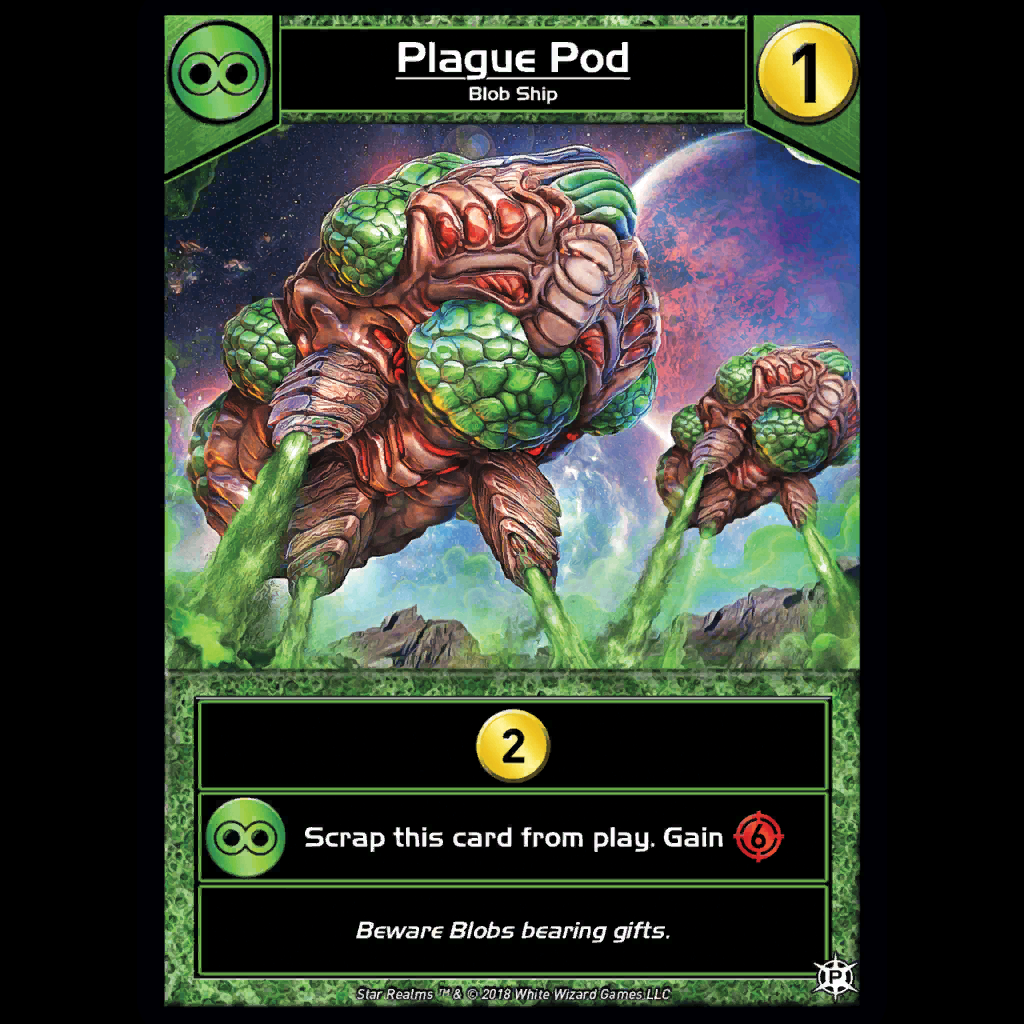 Plague Pod
Blob Ship
1
2
Scrap this card from play. Gain 6
Beware Blobs bearing gifts.
P
Star Realms ™ & © 2018 White Wizard Games LLC